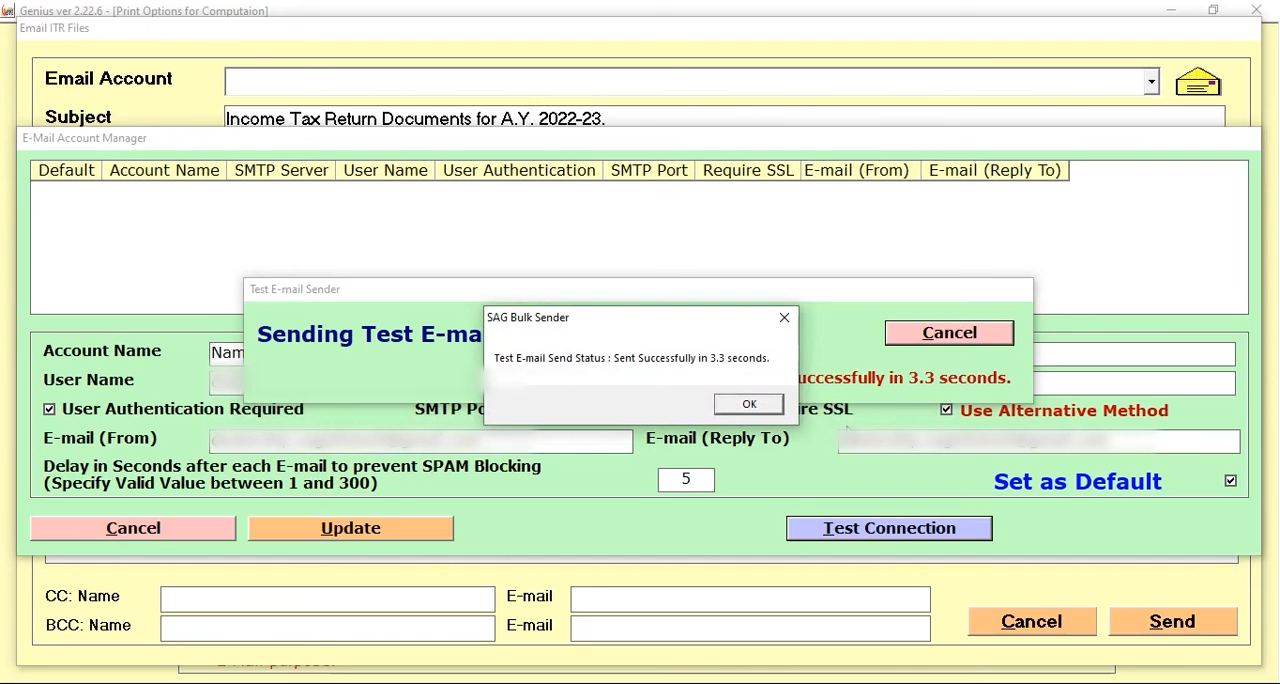 Genius ver 2.22.6 - [Print Options for Computaion]
Email ITR Files
Email Account
Subject
Income Tax Return Documents for A.Y. 2022-23.
E-Mail Account Manager
Default Account Name SMTP Server User Name User Authentication SMTP Port Require SSL E-mail (From) E-mail (Reply To)
Test E-mail Sender
Sending Test E-ma
Cancel
SAG Bulk Sender
Test E-mail Send Status : Sent Successfully in 3.3 seconds.
OK
uccessfully in 3.3 seconds.
Account Name
Nam
User Name
User Authentication Required
SMTP Po
re SSL
Use Alternative Method
E-mail (From)
E-mail (Reply To)
Delay in Seconds after each E-mail to prevent SPAM Blocking
(Specify Valid Value between 1 and 300)
5
Set as Default
Cancel
Update
Test Connection
CC: Name
E-mail
BCC: Name
E-mail
Cancel
Send